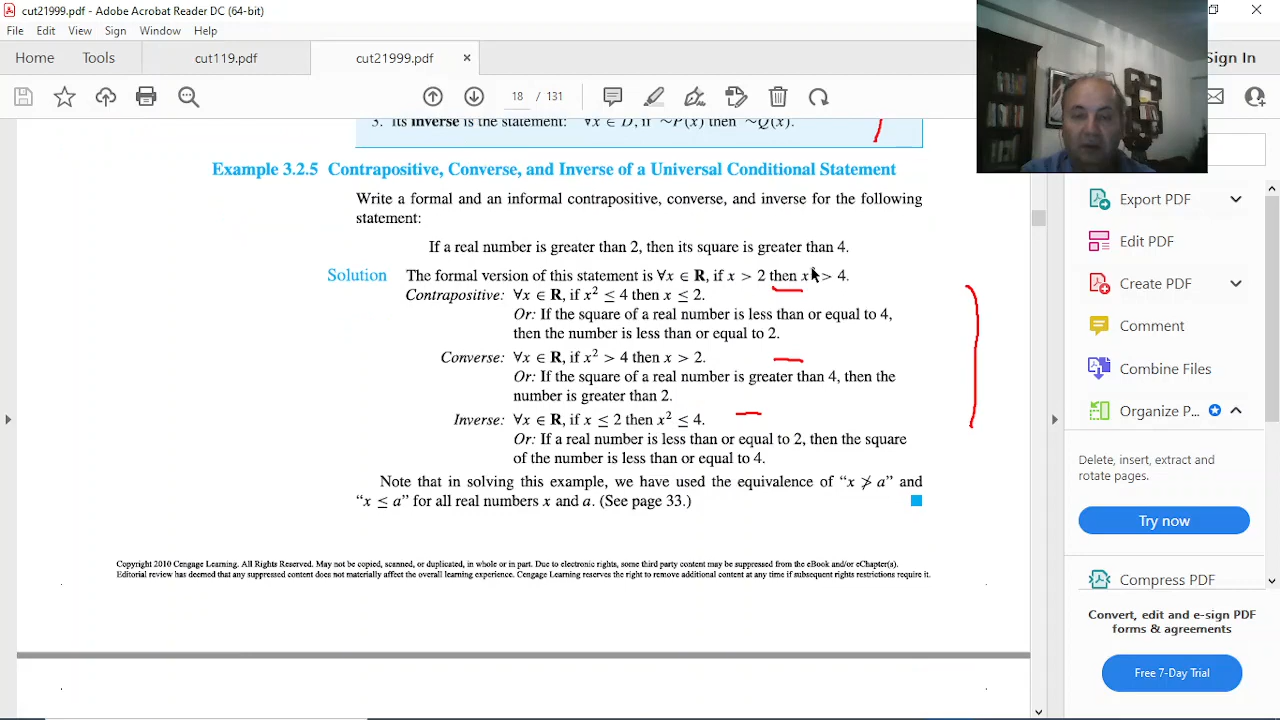 cut21999.pdf - Adobe Acrobat Reader DC (64-bit)
File Edit View Sign Window Help
Home Tools cut119.pdf cut21999.pdf × Sign In
18 / 131
3. Its inverse is the statement: ∀x ∈ D, if ∼P(x) then ∼Q(x).
Example 3.2.5 Contrapositive, Converse, and Inverse of a Universal Conditional Statement
Write a formal and an informal contrapositive, converse, and inverse for the following
statement:
If a real number is greater than 2, then its square is greater than 4.
Solution The formal version of this statement is ∀x ∈ R, if x > 2 then x > 4.
Contrapositive: ∀x ∈ R, if x² ≤ 4 then x ≤ 2.
Or: If the square of a real number is less than or equal to 4,
then the number is less than or equal to 2.
Converse: ∀x ∈ R, if x² > 4 then x > 2.
Or: If the square of a real number is greater than 4, then the
number is greater than 2.
Inverse: ∀x ∈ R, if x ≤ 2 then x² ≤ 4.
Or: If a real number is less than or equal to 2, then the square
of the number is less than or equal to 4.
Note that in solving this example, we have used the equivalence of “x ≯ a” and
“x ≤ a” for all real numbers x and a. (See page 33.)
Copyright 2010 Cengage Learning. All Rights Reserved. May not be copied, scanned, or duplicated, in whole or in part. Due to electronic rights, some third party content may be suppressed from the eBook and/or eChapter(s).
Editorial review has deemed that any suppressed content does not materially affect the overall learning experience. Cengage Learning reserves the right to remove additional content at any time if subsequent rights restrictions require it.
Export PDF
Edit PDF
Create PDF
Comment
Combine Files
Organize P...
Delete, insert, extract and
rotate pages.
Try now
Compress PDF
Convert, edit and e-sign PDF
forms & agreements
Free 7-Day Trial